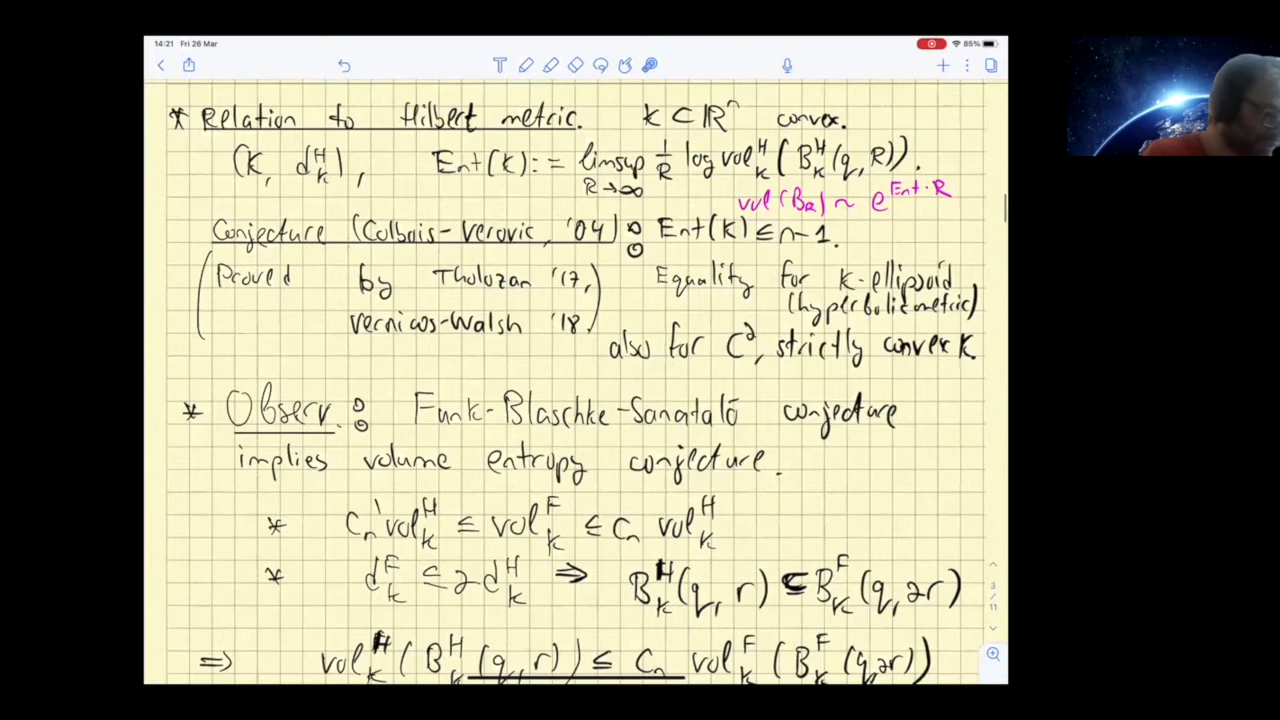 14:21 Fri 26 Mar
85%
* Relation to Hilbert metric. K ⊂ ℝⁿ convex.
(K, d_K^H), Ent(K) := limsup_{R→∞} 1/R log vol_K^H (B_K^H(q, R)).
vol(B_R) ~ e^{Ent·R}
Conjecture (Colbois-Verovic, '04): Ent(K) ≤ n-1.
(Proved by Tholozan '17, Equality for K-ellipsoid
Vernicos-Walsh '18.) (hyperbolic metric)
also for C², strictly convex K.
* Observ.: Funk-Blaschke-Sanataló conjecture
implies volume entropy conjecture.
* C_n' vol_K^H ≤ vol_K^F ≤ C_n vol_K^H
* d_K^F ≤ 2d_K^H ⇒ B_K^H(q, r) ⊂ B_K^F(q, 2r)
⇒ vol_K^H (B_K^H(q, r)) ≤ C_n vol_K^F (B_K^F(q, 2r))
3
/
11